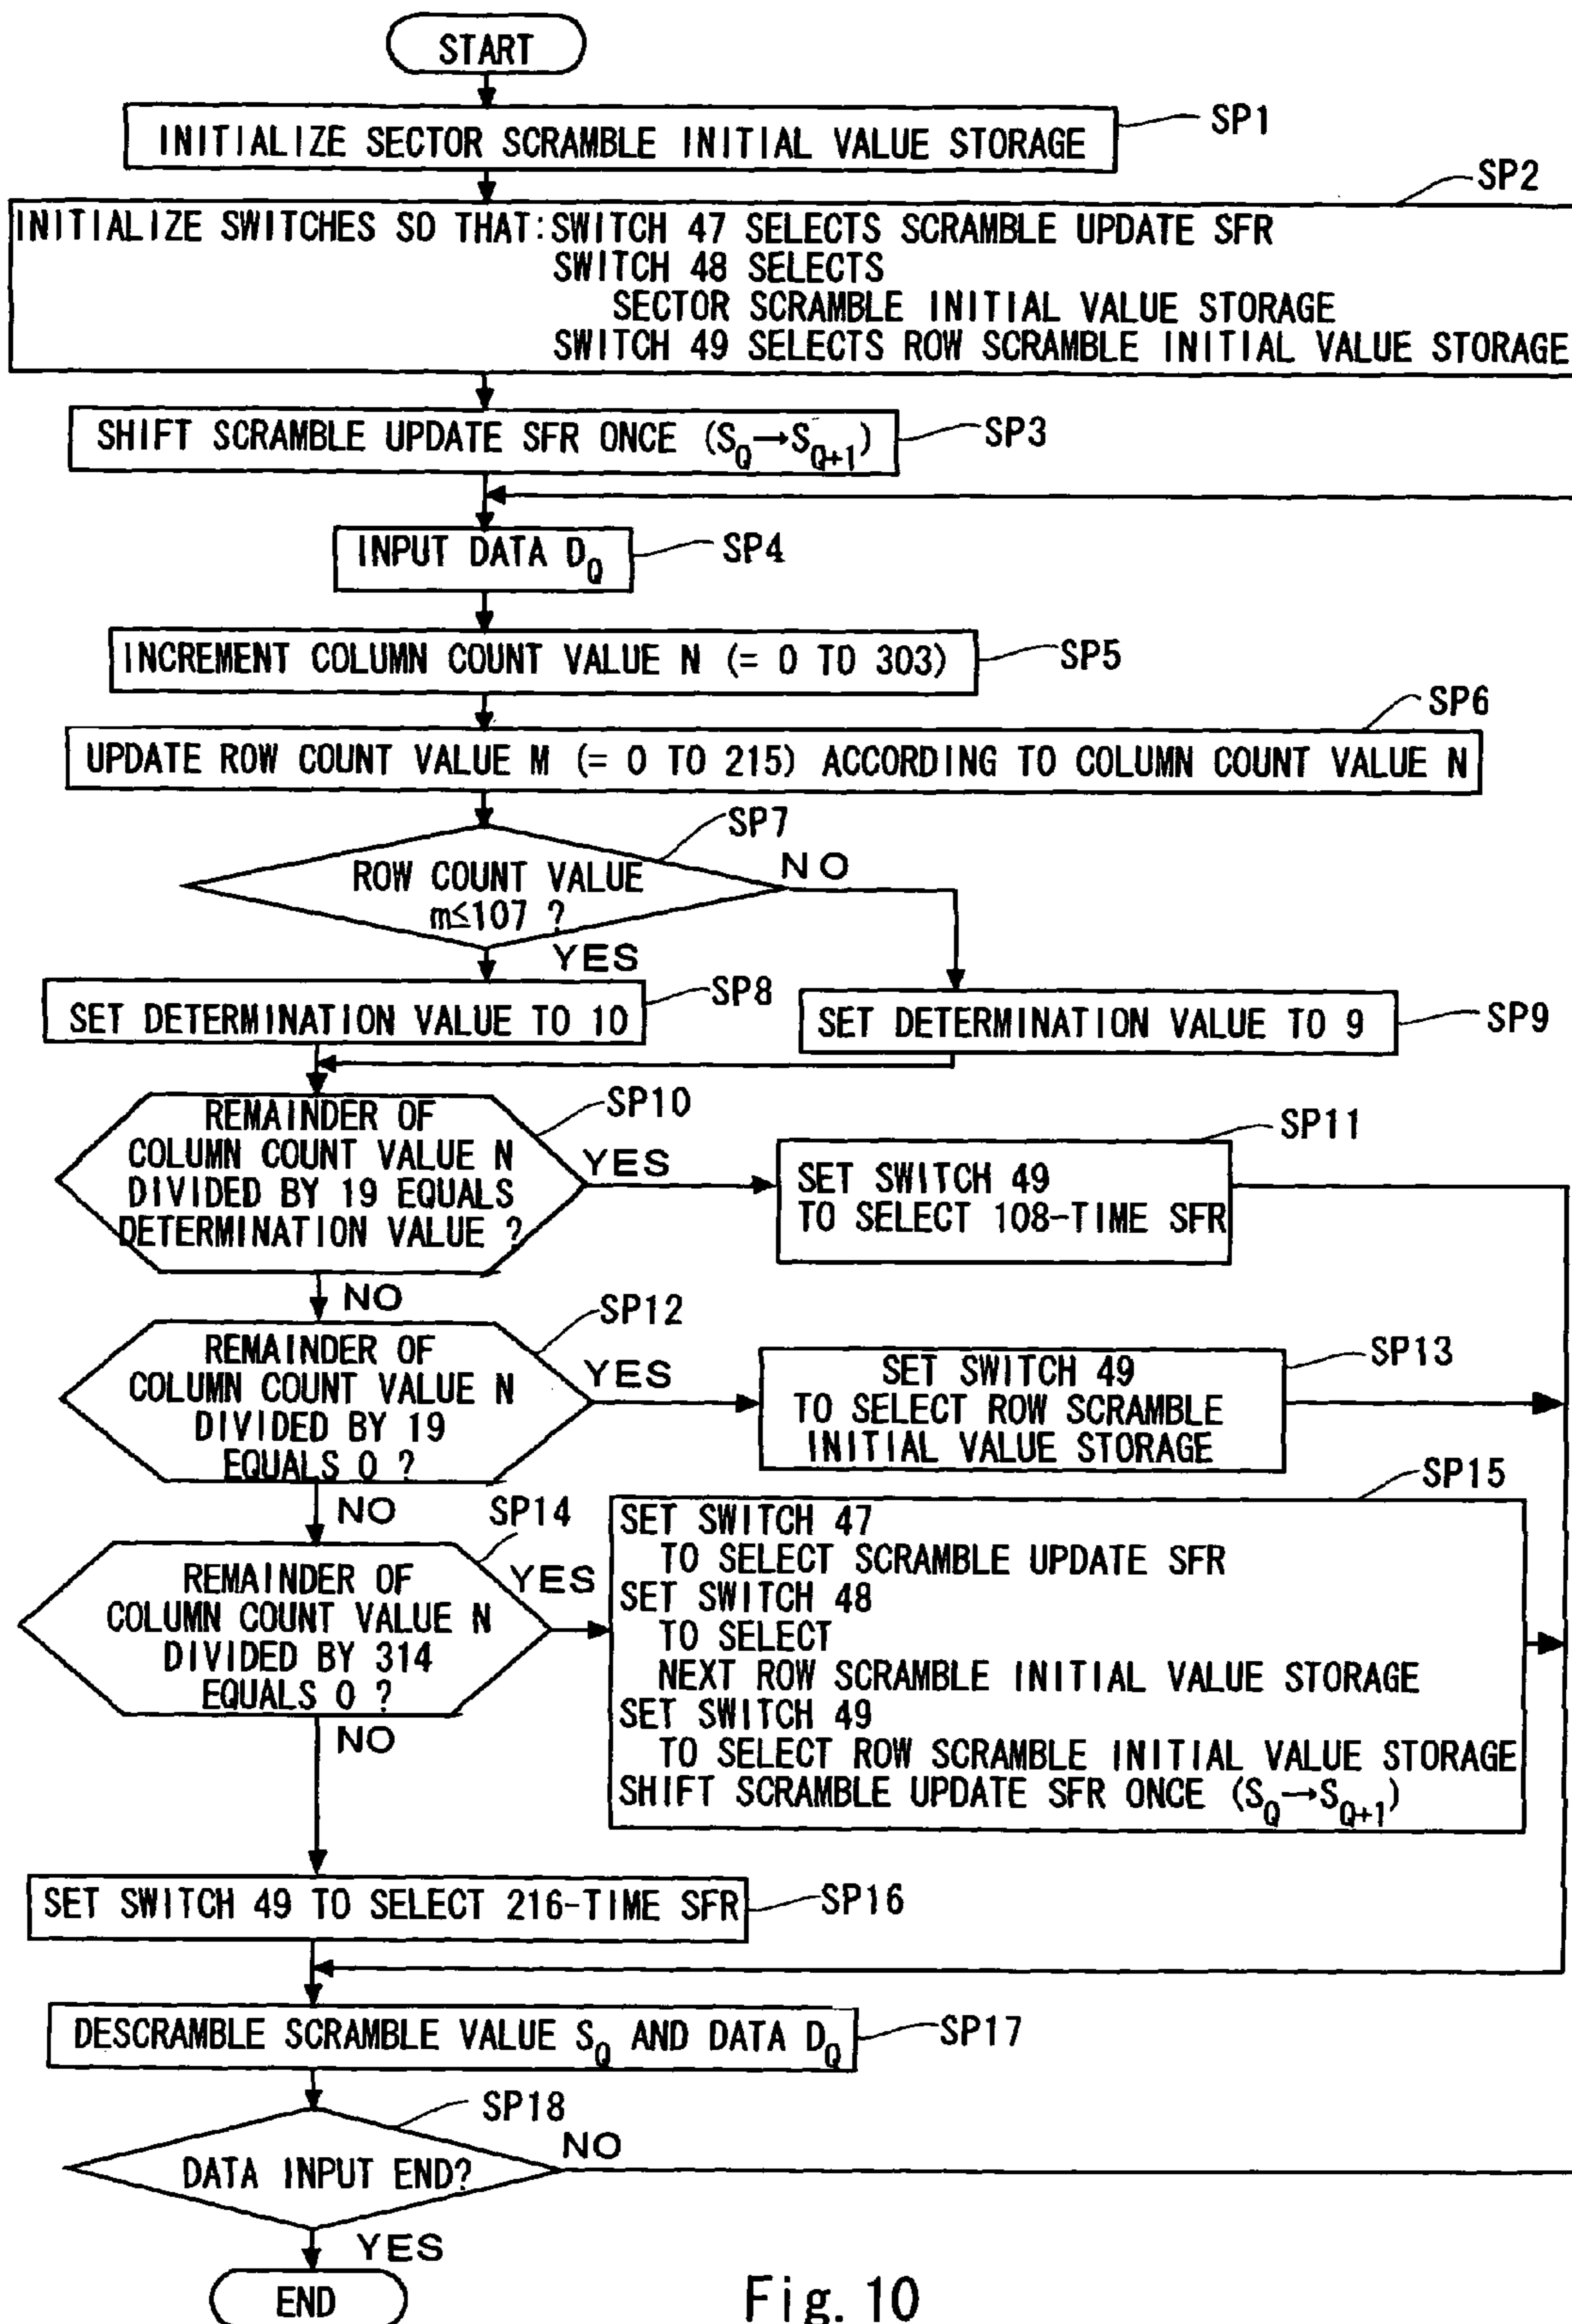 START
INITIALIZE SECTOR SCRAMBLE INITIAL VALUE STORAGE
SP1
SP2
INITIALIZE SWITCHES SO THAT:SWITCH 47 SELECTS SCRAMBLE UPDATE SFR
SWITCH 48 SELECTS
SECTOR SCRAMBLE INITIAL VALUE STORAGE
SWITCH 49 SELECTS ROW SCRAMBLE INITIAL VALUE STORAGE
SHIFT SCRAMBLE UPDATE SFR ONCE (S_Q→S_{Q+1})
SP3
INPUT DATA D_Q
SP4
INCREMENT COLUMN COUNT VALUE N (= 0 TO 303)
SP5
SP6
UPDATE ROW COUNT VALUE M (= 0 TO 215) ACCORDING TO COLUMN COUNT VALUE N
SP7
ROW COUNT VALUE
m≤107 ?
NO
YES
SET DETERMINATION VALUE TO 10
SP8
SET DETERMINATION VALUE TO 9
SP9
REMAINDER OF
COLUMN COUNT VALUE N
DIVIDED BY 19 EQUALS
DETERMINATION VALUE ?
SP10
YES
NO
SET SWITCH 49
TO SELECT 108-TIME SFR
SP11
REMAINDER OF
COLUMN COUNT VALUE N
DIVIDED BY 19
EQUALS 0 ?
SP12
YES
NO
SET SWITCH 49
TO SELECT ROW SCRAMBLE
INITIAL VALUE STORAGE
SP13
REMAINDER OF
COLUMN COUNT VALUE N
DIVIDED BY 314
EQUALS 0 ?
SP14
YES
NO
SP15
SET SWITCH 47
TO SELECT SCRAMBLE UPDATE SFR
SET SWITCH 48
TO SELECT
NEXT ROW SCRAMBLE INITIAL VALUE STORAGE
SET SWITCH 49
TO SELECT ROW SCRAMBLE INITIAL VALUE STORAGE
SHIFT SCRAMBLE UPDATE SFR ONCE (S_Q→S_{Q+1})
SET SWITCH 49 TO SELECT 216-TIME SFR
SP16
DESCRAMBLE SCRAMBLE VALUE S_Q AND DATA D_Q
SP17
SP18
DATA INPUT END?
NO
YES
END
Fig. 10